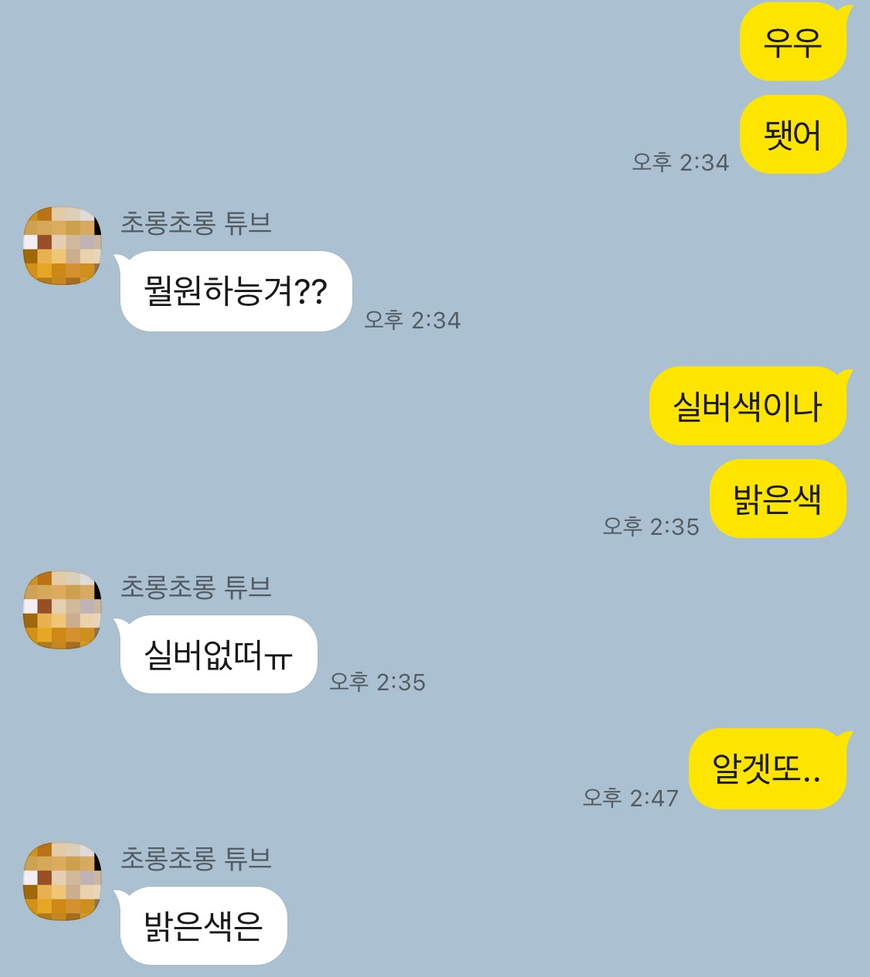 우우
됏어
오후 2:34
초롱초롱 튜브
뭘원하능겨??
오후 2:34
실버색이나
밝은색
오후 2:35
초롱초롱 튜브
실버없떠ㅠ
오후 2:35
알겟또..
오후 2:47
초롱초롱 튜브
밝은색은